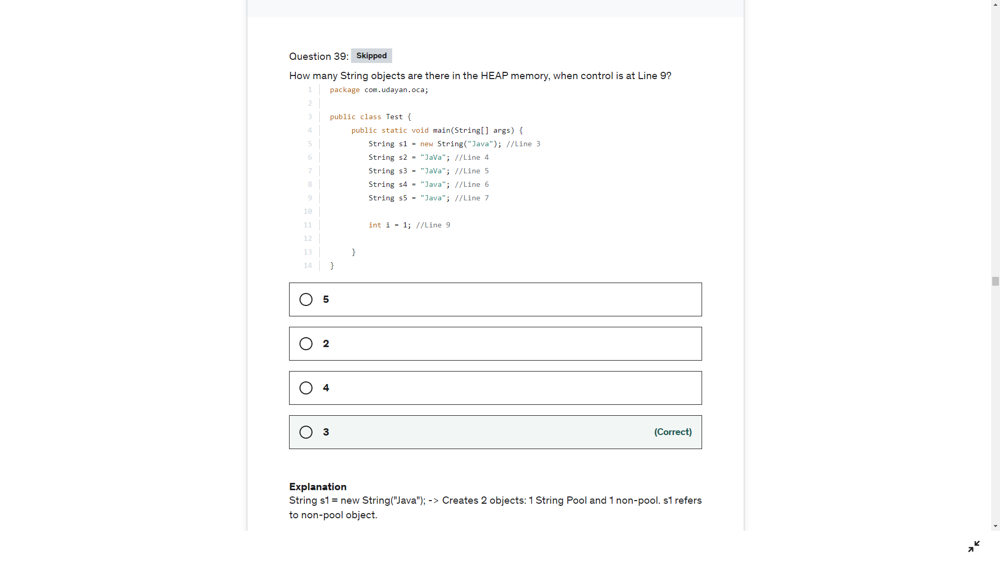 Question 39: Skipped
How many String objects are there in the HEAP memory, when control is at Line 9?
1 package com.udayan.oca;
2
3 public class Test {
4 public static void main(String[] args) {
5 String s1 = new String("Java"); //Line 3
6 String s2 = "JaVa"; //Line 4
7 String s3 = "JaVa"; //Line 5
8 String s4 = "Java"; //Line 6
9 String s5 = "Java"; //Line 7
10
11 int i = 1; //Line 9
12
13 }
14 }
5
2
4
3 (Correct)
Explanation
String s1 = new String("Java"); -> Creates 2 objects: 1 String Pool and 1 non-pool. s1 refers
to non-pool object.